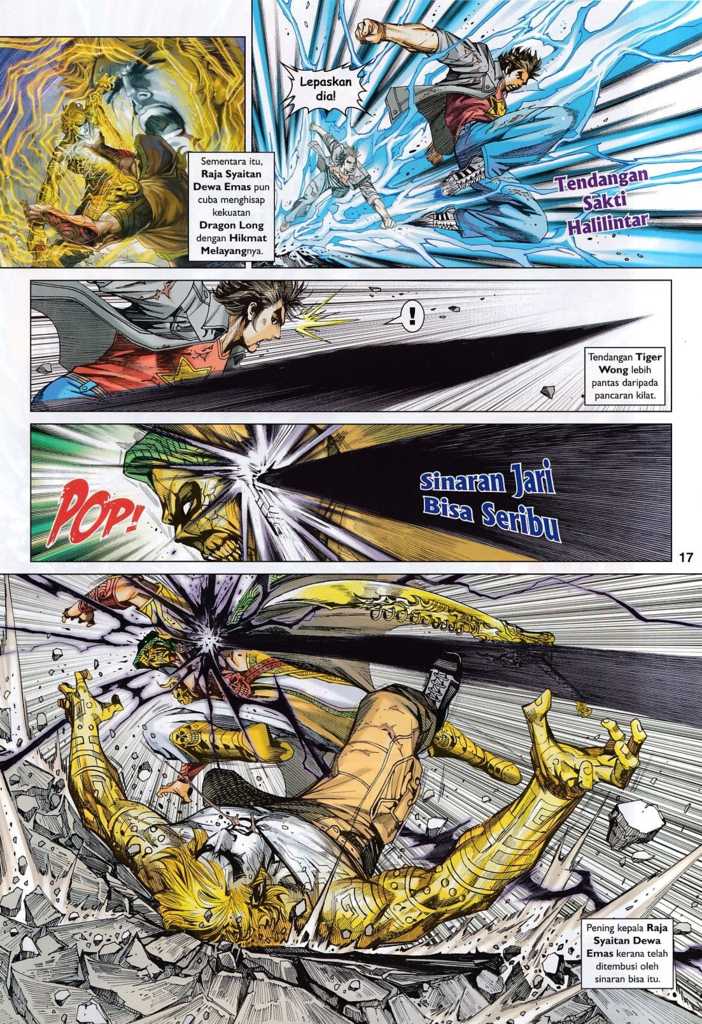 Sementara itu,
Raja Syaitan
Dewa Emas pun
cuba menghisap
kekuatan
Dragon Long
dengan Hikmat
Melayangnya.
Lepaskan
dia!
Tendangan
Sakti
Halilintar
!
Tendangan Tiger
Wong lebih
pantas daripada
pancaran kilat.
POP!
Sinaran Jari
Bisa Seribu
17
Pening kepala Raja
Syaitan Dewa
Emas kerana telah
ditembusi oleh
sinaran bisa itu.